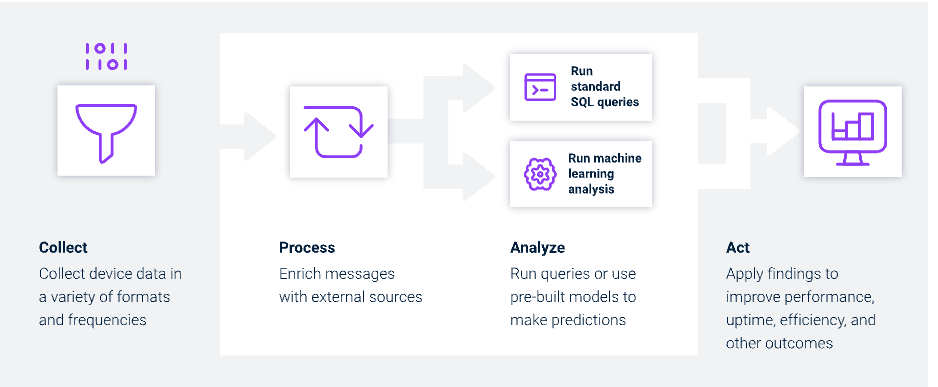 1011
1101
Run
standard
SQL queries
Run machine
learning
analysis
Collect
Collect device data in
a variety of formats
and frequencies
Process
Enrich messages
with external sources
Analyze
Run queries or use
pre-built models to
make predictions
Act
Apply findings to
improve performance,
uptime, efficiency, and
other outcomes